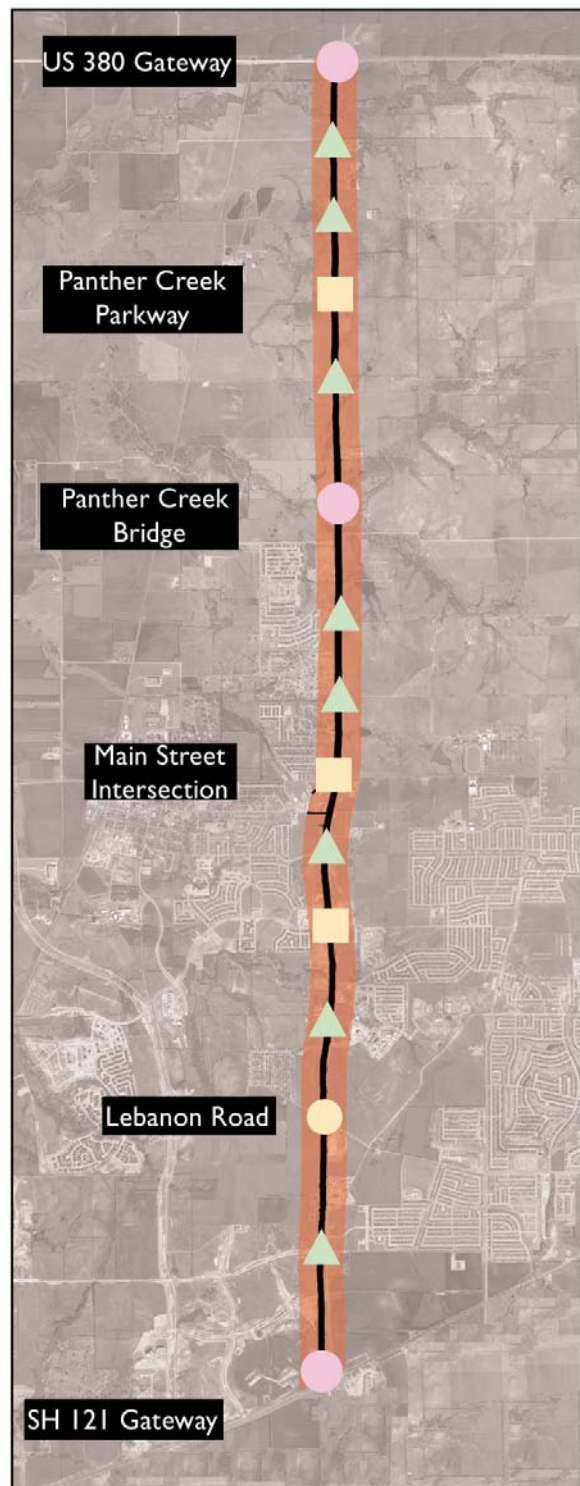 US 380 Gateway
Panther Creek
Parkway
Panther Creek
Bridge
Main Street
Intersection
Lebanon Road
SH 121 Gateway